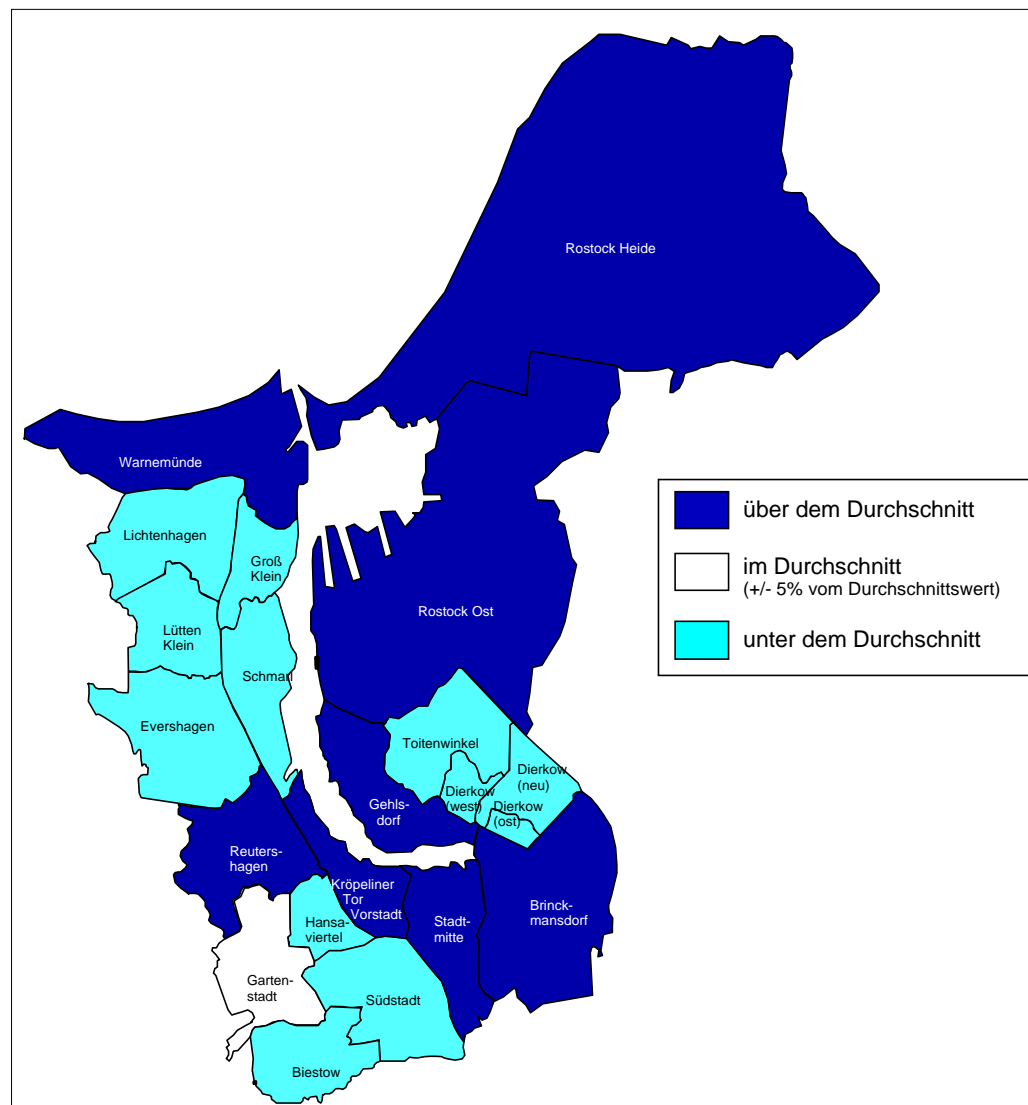 Rostock Heide
Warnemünde
Lichtenhagen
Groß
Klein
Lütten
Klein
Schmarl
Rostock Ost
Evershagen
Toitenwinkel
Dierkow
(neu)
Dierkow
(west)
Dierkow
(ost)
Gehls-
dorf
Reuters-
hagen
Kröpeliner
Tor
Vorstadt
Hansa-
viertel
Stadt-
mitte
Brinck-
mansdorf
Garten-
stadt
Südstadt
Biestow
über dem Durchschnitt
im Durchschnitt
(+/- 5% vom Durchschnittswert)
unter dem Durchschnitt